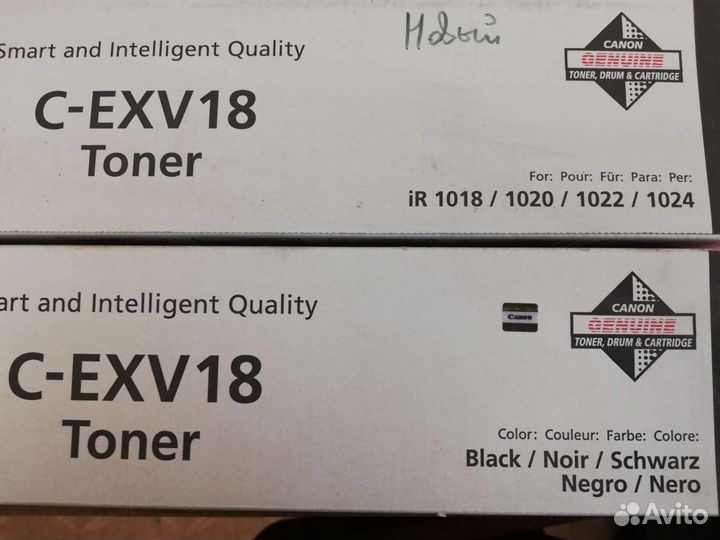 Smart and Intelligent Quality
Новый
CANON
GENUINE
TONER, DRUM & CARTRIDGE
C-EXV18
Toner
For: Pour: Für: Para: Per:
iR 1018 / 1020 / 1022 / 1024
art and Intelligent Quality
Canon
CANON
GENUINE
TONER, DRUM & CARTRIDGE
C-EXV18
Toner
Color: Couleur: Farbe: Colore:
Black / Noir / Schwarz
Negro / Nero
Avito